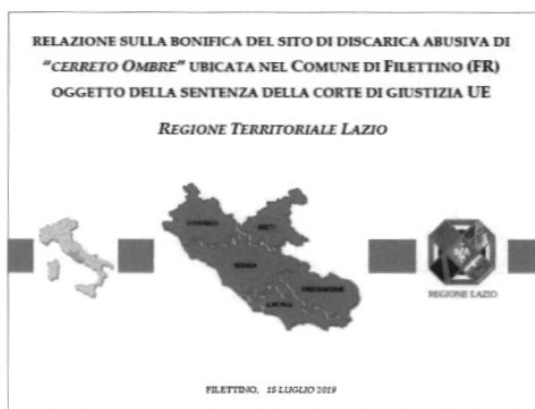 RELAZIONE SULLA BONIFICA DEL SITO DI DISCARICA ABUSIVA DI
"CERRETO OMBRE" UBICATA NEL COMUNE DI FILETTINO (FR)
OGGETTO DELLA SENTENZA DELLA CORTE DI GIUSTIZIA UE
REGIONE TERRITORIALE LAZIO
VITERBO
RIETI
ROMA
FROSINONE
LATINA
REGIONE LAZIO
FILETTINO, 15 LUGLIO 2019